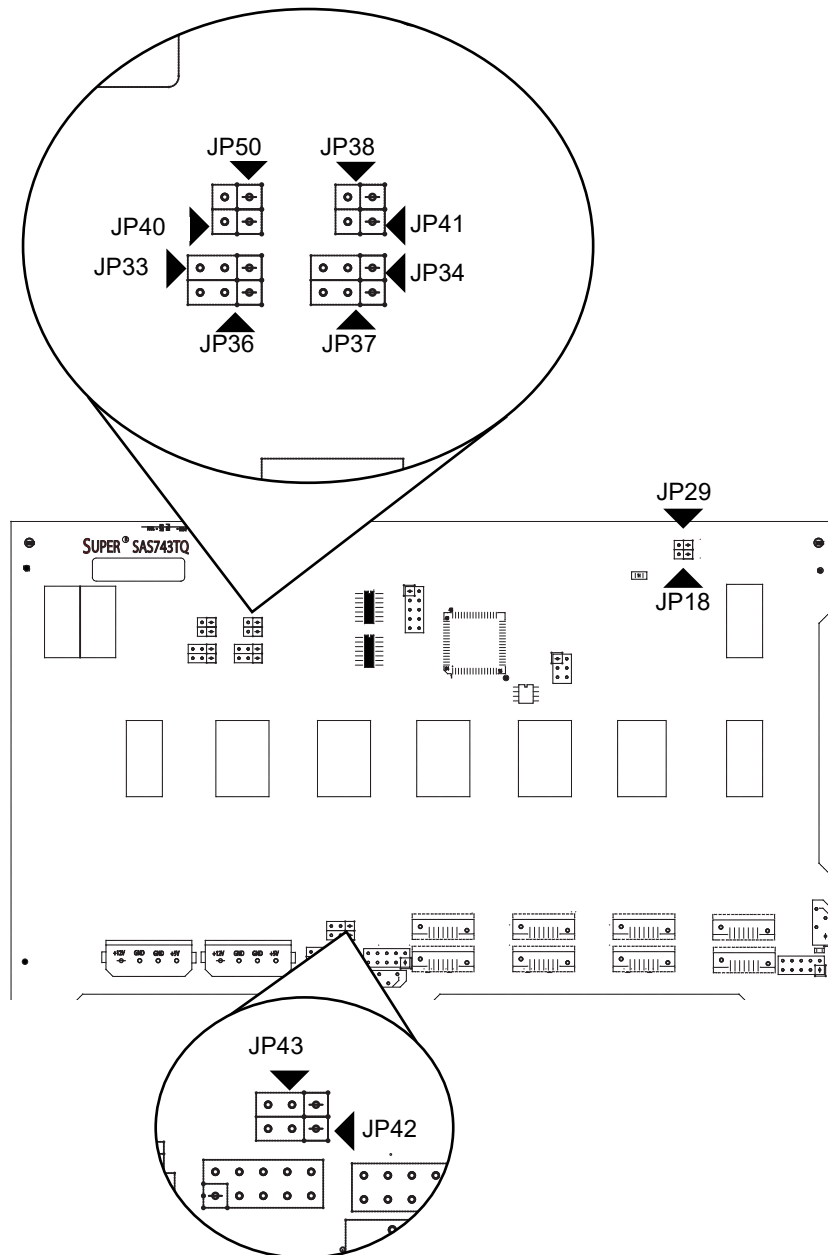 JP50 JP38
JP40 JP41
JP33 JP34
JP36 JP37
JP29
SUPER® SAS743TQ
JP18
+12V GND GND +5V +12V GND GND +5V
JP43
JP42